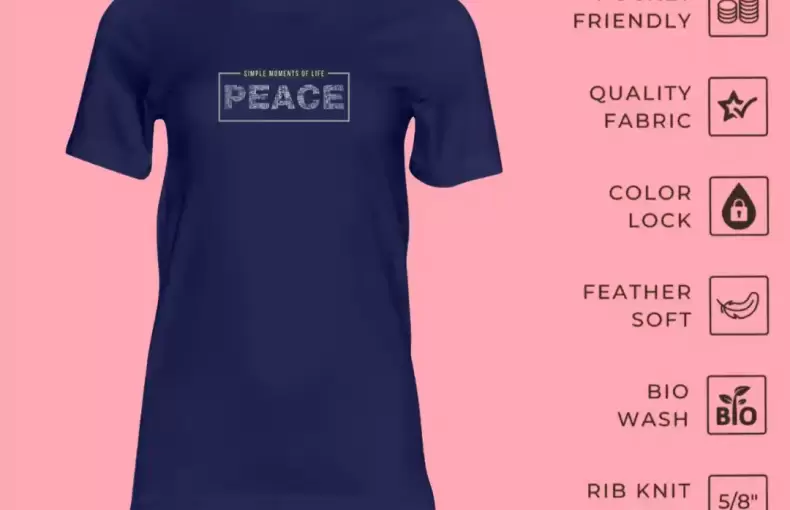 SIMPLE MOMENTS OF LIFE
PEACE
FRIENDLY
QUALITY
FABRIC
COLOR
LOCK
FEATHER
SOFT
BIO
WASH
BIO
RIB KNIT
5/8"